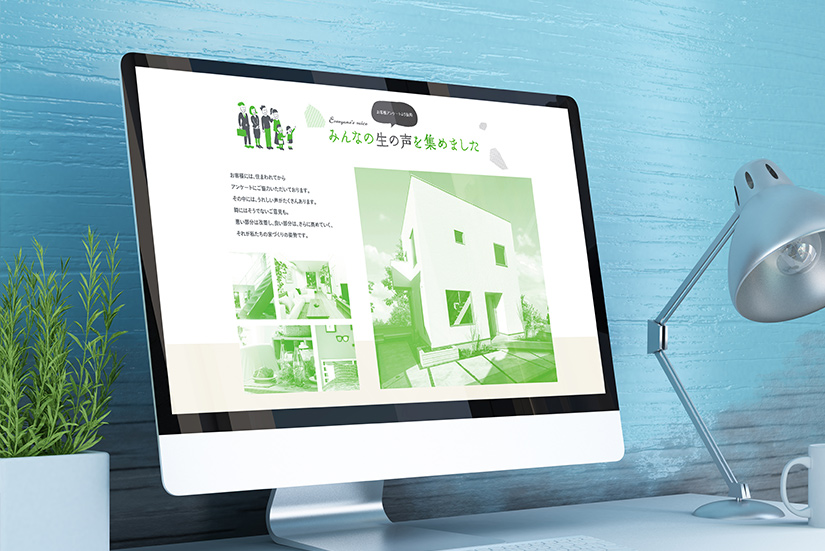 お客様アンケートより抜粋
Everyone's voice
みんなの生の声を集めました
お客様には、住まわれてから
アンケートにご協力いただいております。
その中には、うれしい声がたくさんあります。
時にはそうでないご意見も。
悪い部分は改善し、良い部分は、さらに高めていく。
それが私たちの家づくりの姿勢です。